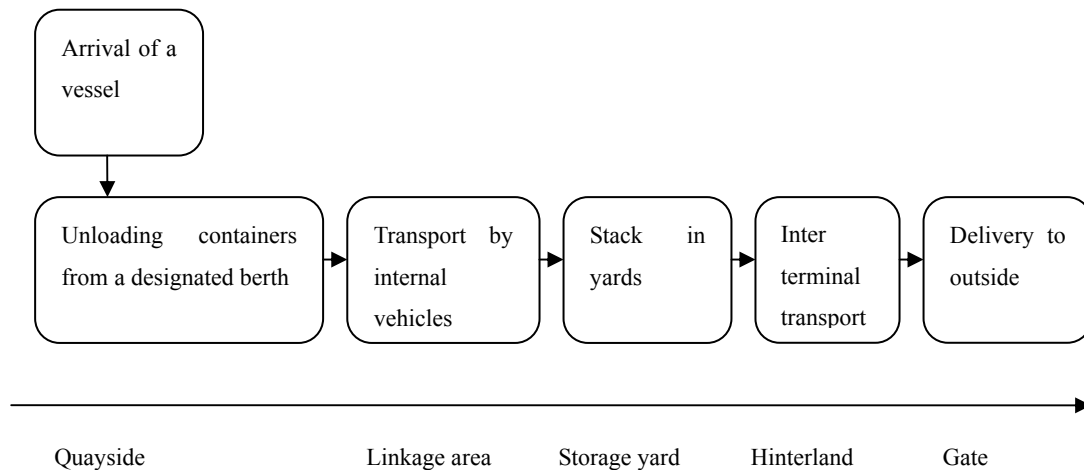 Arrival of a
vessel
Unloading containers
from a designated berth
Transport by
internal
vehicles
Stack in
yards
Inter
terminal
transport
Delivery to
outside
Quayside
Linkage area
Storage yard
Hinterland
Gate